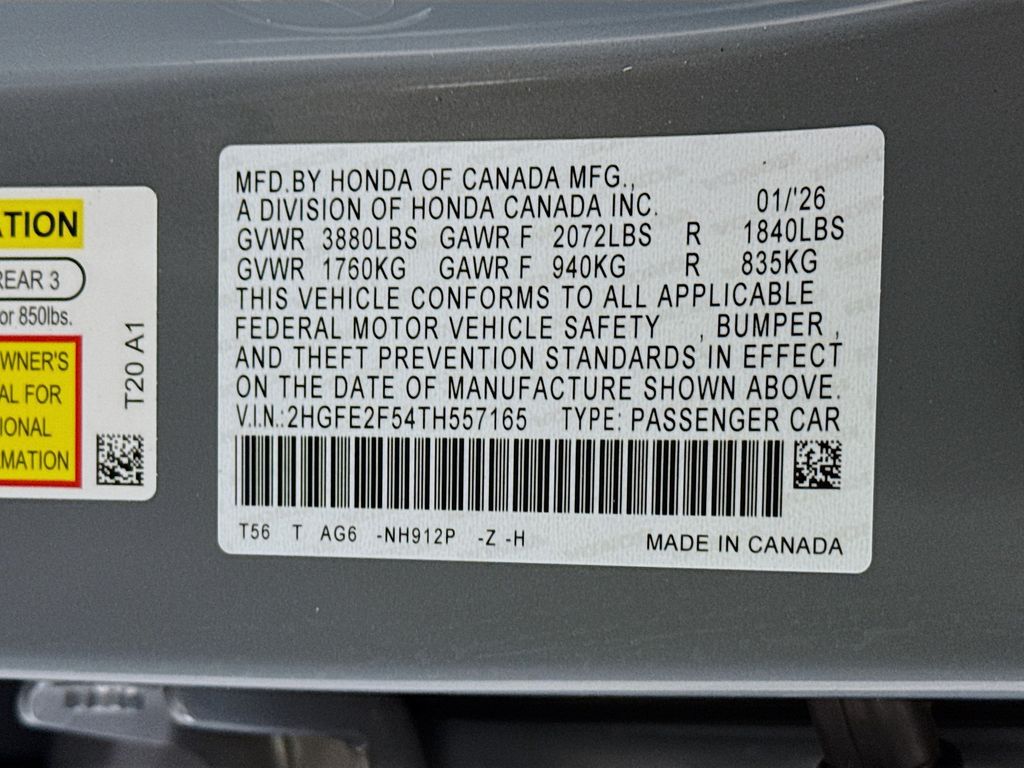 ATION
REAR 3
or 850lbs.
OWNER'S
AL FOR
IONAL
RMATION
T20 A1
MFD.BY HONDA OF CANADA MFG.,
A DIVISION OF HONDA CANADA INC. 01/'26
GVWR 3880LBS GAWR F 2072LBS R 1840LBS
GVWR 1760KG GAWR F 940KG R 835KG
THIS VEHICLE CONFORMS TO ALL APPLICABLE
FEDERAL MOTOR VEHICLE SAFETY , BUMPER ,
AND THEFT PREVENTION STANDARDS IN EFFECT
ON THE DATE OF MANUFACTURE SHOWN ABOVE.
V.I.N.:2HGFE2F54TH557165 TYPE: PASSENGER CAR
T56 T AG6 -NH912P -Z -H
MADE IN CANADA